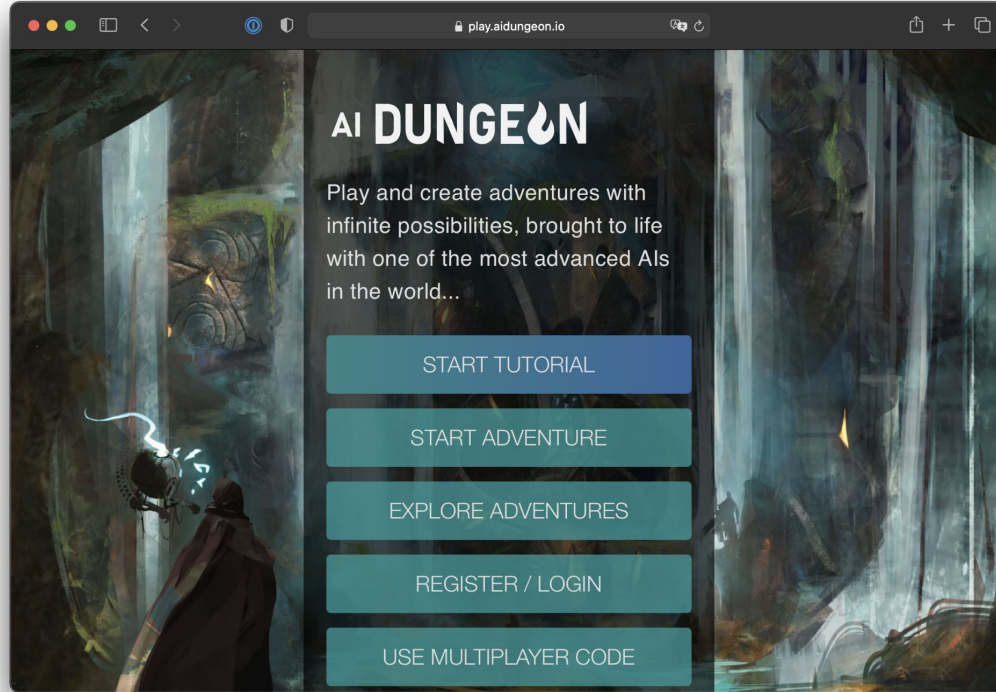 play.aidungeon.io
AI DUNGEON
Play and create adventures with
infinite possibilities, brought to life
with one of the most advanced AIs
in the world...
START TUTORIAL
START ADVENTURE
EXPLORE ADVENTURES
REGISTER / LOGIN
USE MULTIPLAYER CODE